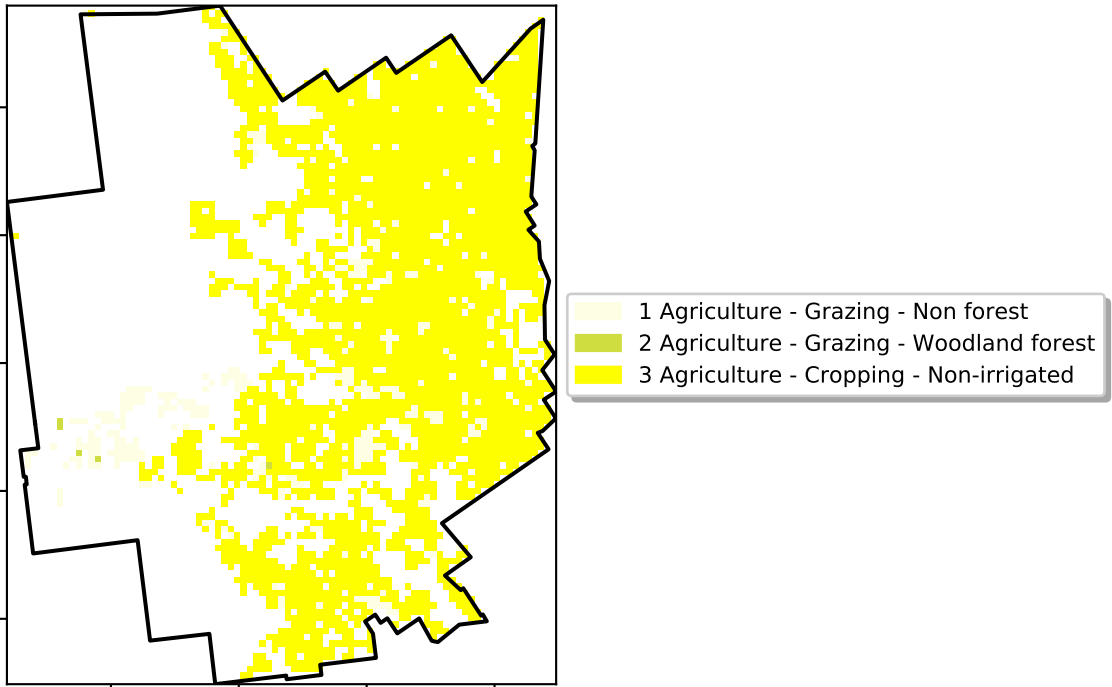 1 Agriculture - Grazing - Non forest
2 Agriculture - Grazing - Woodland forest
3 Agriculture - Cropping - Non-irrigated